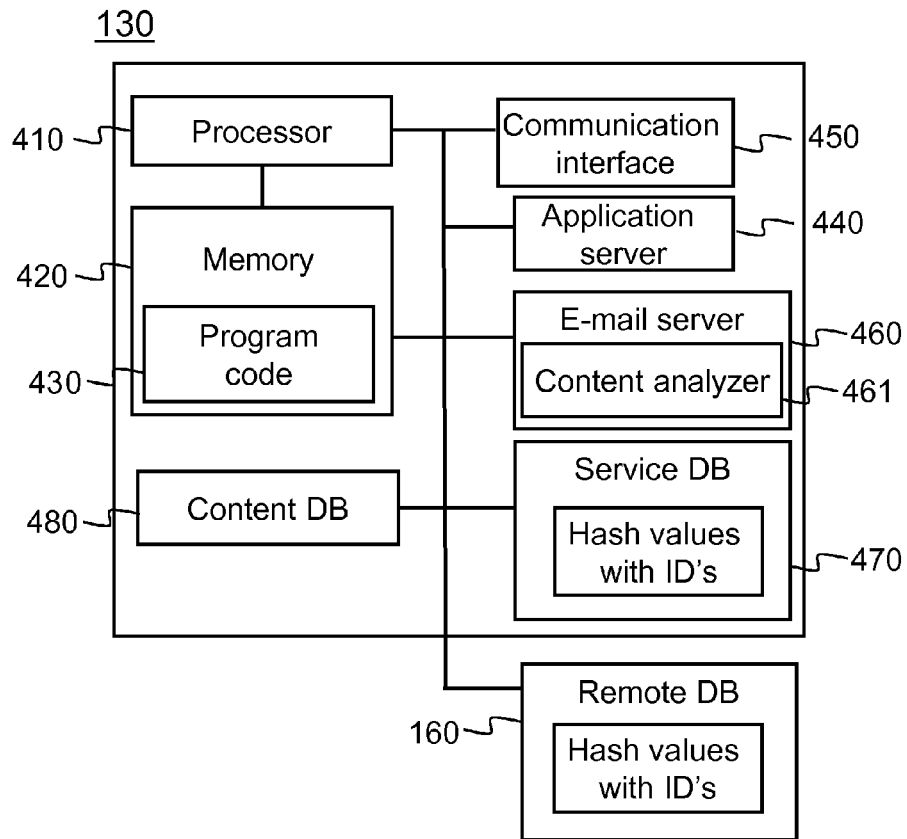 130
410
Processor
Communication
interface
450
Application
server
440
420
Memory
430
Program
code
E-mail server
460
Content analyzer
461
480
Content DB
Service DB
Hash values
with ID's
470
Remote DB
160
Hash values
with ID's